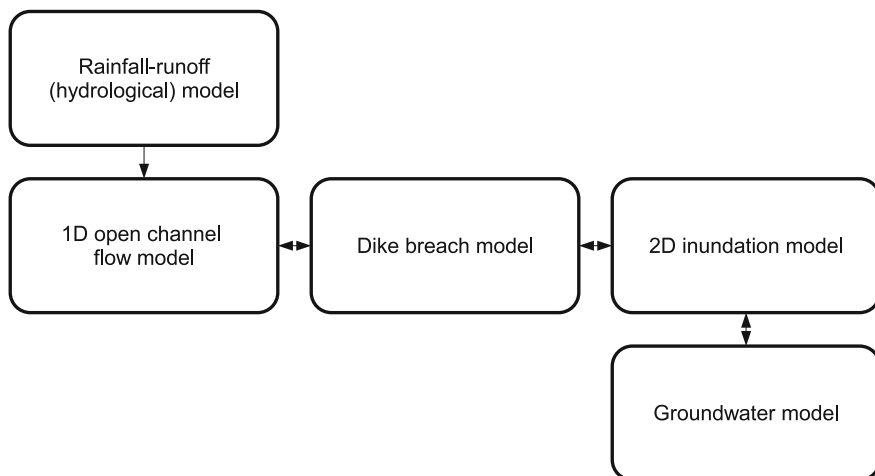 Rainfall-runoff
(hydrological) model
1D open channel
flow model
Dike breach model
2D inundation model
Groundwater model